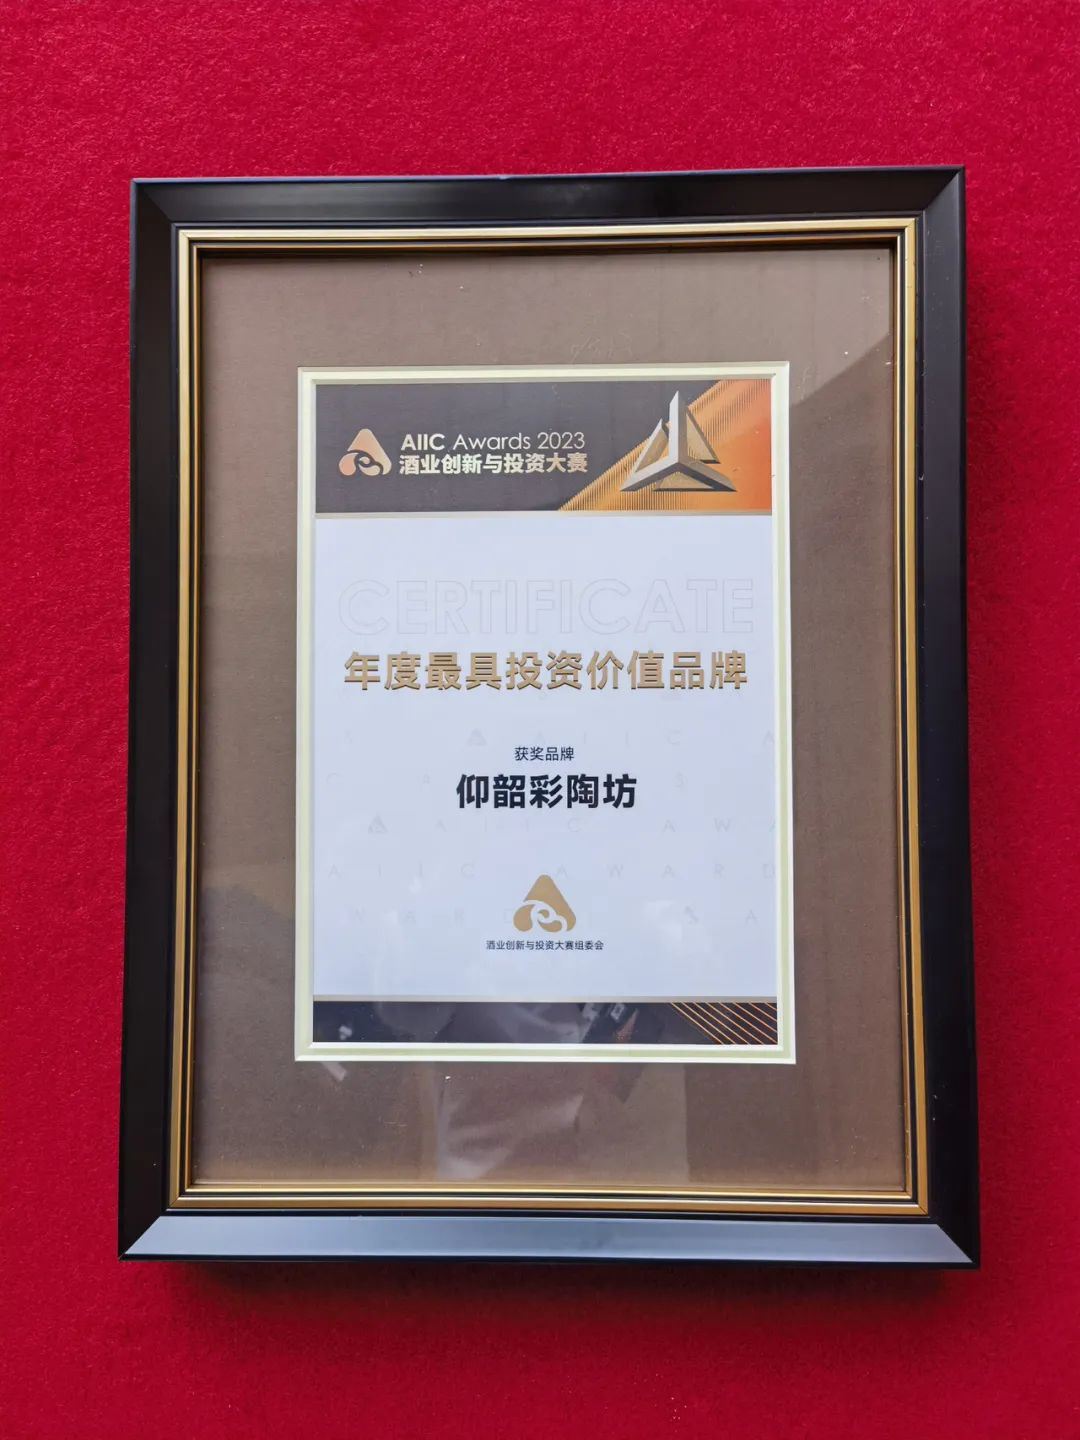 AIIC Awards 2023
酒业创新与投资大赛
CERTIFICATE
年度最具投资价值品牌
获奖品牌
仰韶彩陶坊
酒业创新与投资大赛组委会